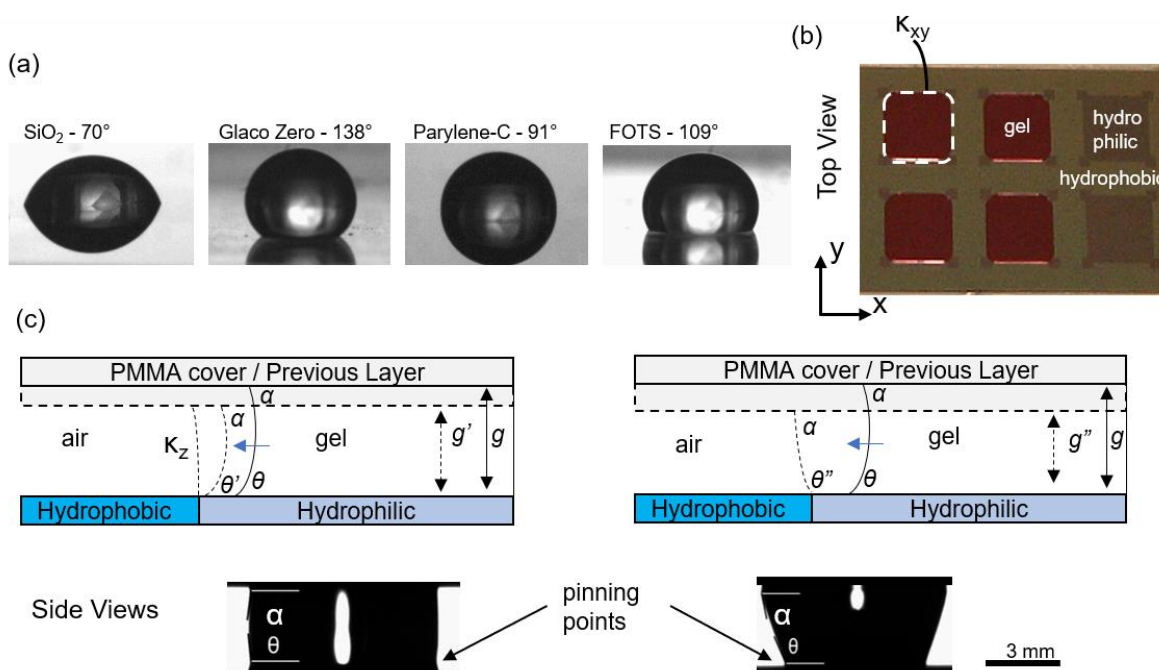 (a)
SiO₂ - 70°
Glaco Zero - 138°
Parylene-C - 91°
FOTS - 109°
(b)
κxy
Top View
gel
hydro
philic
hydrophobic
y
x
(c)
PMMA cover / Previous Layer
α
α
air
κz
gel
g'
g
θ'
θ
Hydrophobic
Hydrophilic
PMMA cover / Previous Layer
α
α
air
gel
g''
g
θ''
θ
Hydrophobic
Hydrophilic
Side Views
α
θ
pinning
points
α
θ
3 mm